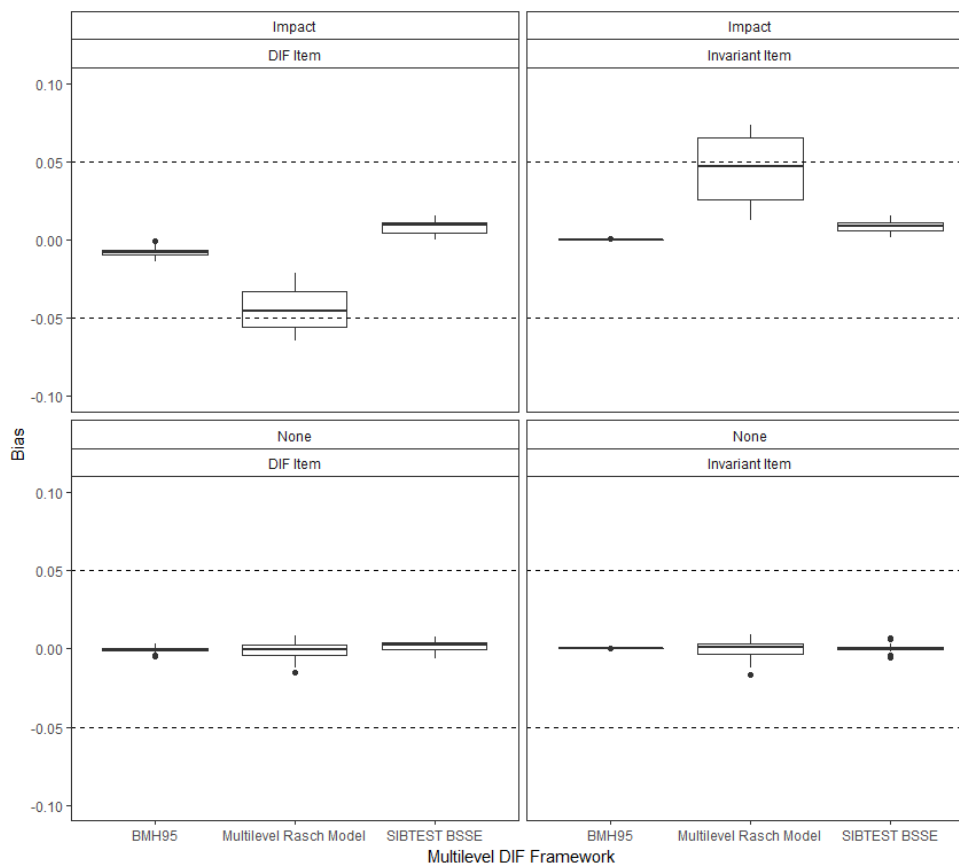 Impact
Impact
DIF Item
Invariant Item
0.10
0.05
0.00
-0.05
-0.10
Bias
None
None
DIF Item
Invariant Item
0.10
0.05
0.00
-0.05
-0.10
BMH95 Multilevel Rasch Model SIBTEST BSSE
BMH95 Multilevel Rasch Model SIBTEST BSSE
Multilevel DIF Framework